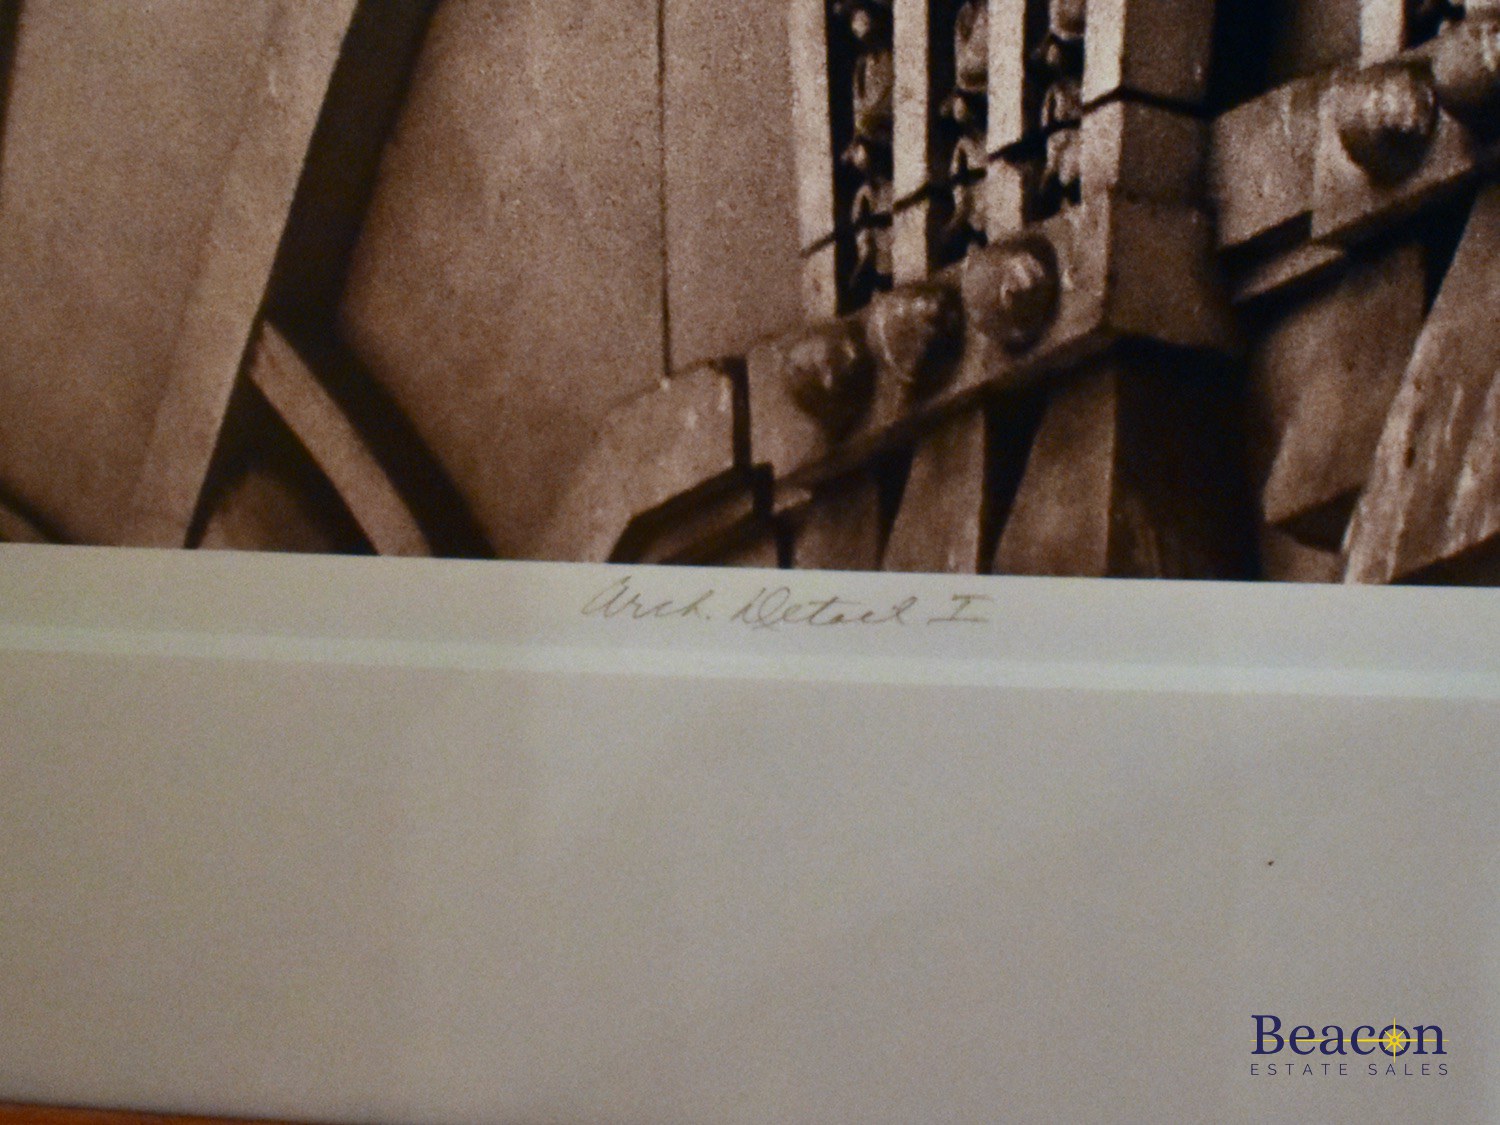 Arch. Detail I
Beacon
ESTATE SALES